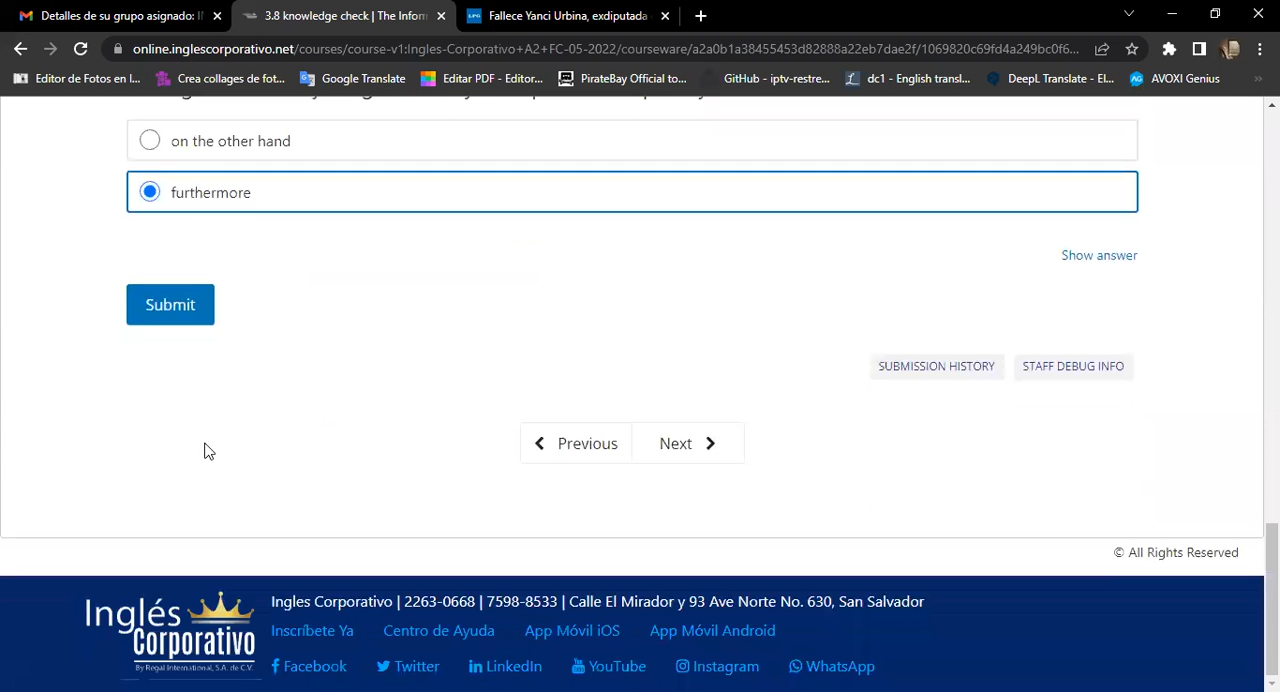 Detalles de su grupo asignado: I
3.8 knowledge check | The Inform
Fallece Yanci Urbina, exdiputada
online.inglescorporativo.net/courses/course-v1:Ingles-Corporativo+A2+FC-05-2022/courseware/a2a0b1a38455453d82888a22eb7dae2f/1069820c69fd4a249bc0f6...
Editor de Fotos en l... Crea collages de fot... Google Translate Editar PDF - Editor... PirateBay Official to... GitHub - iptv-restre... dc1 - English transl... DeepL Translate - El... AVOXI Genius »
on the other hand
furthermore
Show answer
Submit
SUBMISSION HISTORY STAFF DEBUG INFO
Previous Next
© All Rights Reserved
Inglés Corporativo
By Regal International, S.A. de C.V.
Ingles Corporativo | 2263-0668 | 7598-8533 | Calle El Mirador y 93 Ave Norte No. 630, San Salvador
Inscríbete Ya Centro de Ayuda App Móvil iOS App Móvil Android
Facebook Twitter LinkedIn YouTube Instagram WhatsApp